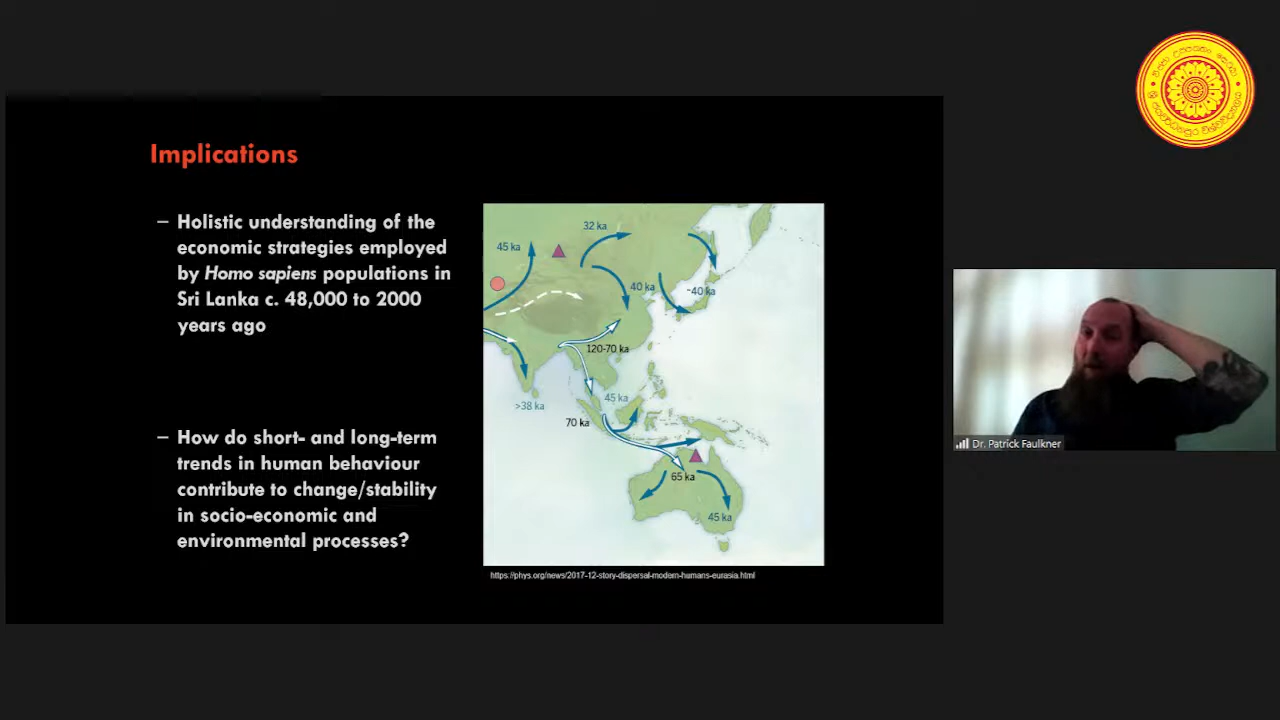 Implications
– Holistic understanding of the
economic strategies employed
by Homo sapiens populations in
Sri Lanka c. 48,000 to 2000
years ago
– How do short- and long-term
trends in human behaviour
contribute to change/stability
in socio-economic and
environmental processes?
32 ka
45 ka
40 ka
~40 ka
120-70 ka
45 ka
>38 ka
70 ka
65 ka
45 ka
https://phys.org/news/2017-12-story-dispersal-modern-humans-eurasia.html
Dr. Patrick Faulkner